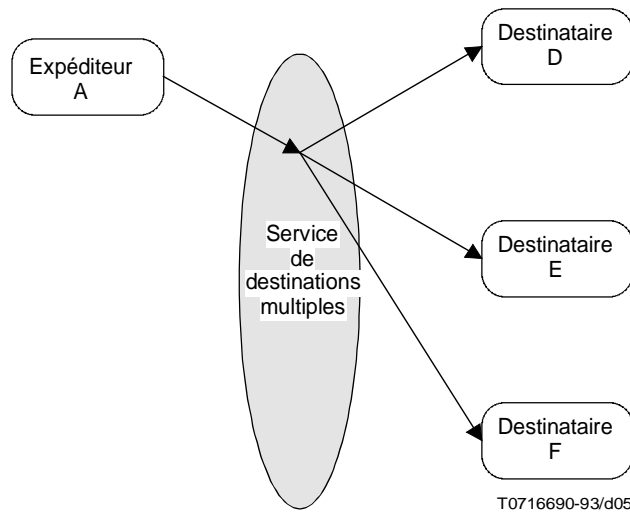 Expéditeur
A
Destinataire
D
Service
de
destinations
multiples
Destinataire
E
Destinataire
F
T0716690-93/d05